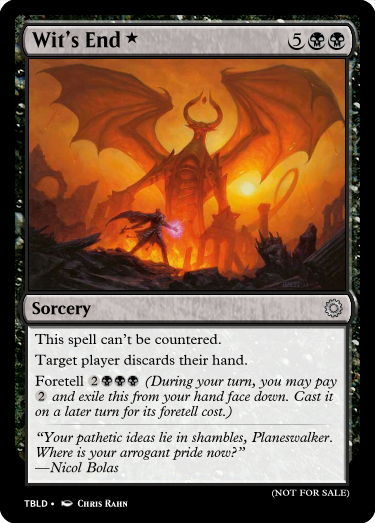 Wit's End ★ 5
Sorcery
This spell can't be countered.
Target player discards their hand.
Foretell 2 (During your turn, you may pay
2 and exile this from your hand face down. Cast it
on a later turn for its foretell cost.)
"Your pathetic ideas lie in shambles, Planeswalker.
Where is your arrogant pride now?"
—Nicol Bolas
(NOT FOR SALE)
TBLD • Chris Rahn